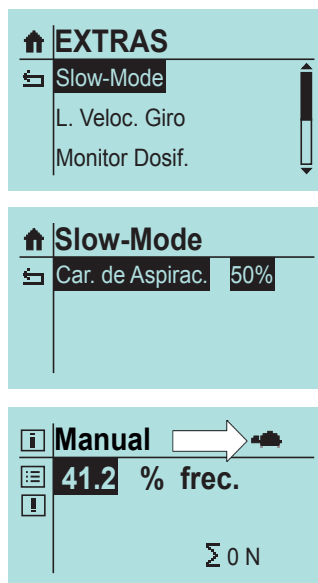 EXTRAS
Slow-Mode
L. Veloc. Giro
Monitor Dosif.
Slow-Mode
Car. de Aspirac. 50%
Manual
41.2 % frec.
Σ 0 N